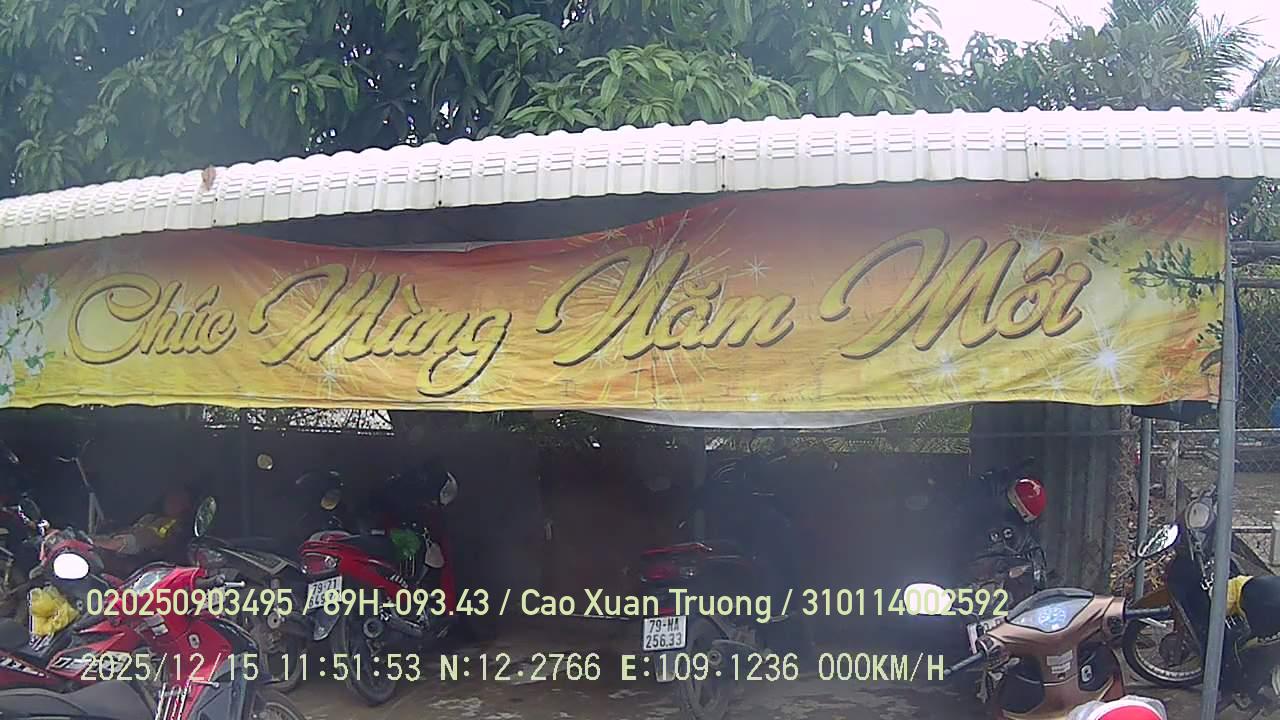 Chúc Mừng Năm Mới
020250903495 / 89H-093.43 / Cao Xuan Truong / 310114002592
79-NA
256.33
2025/12/15 11:51:53 N:12.2766 E:109.1236 000KM/H